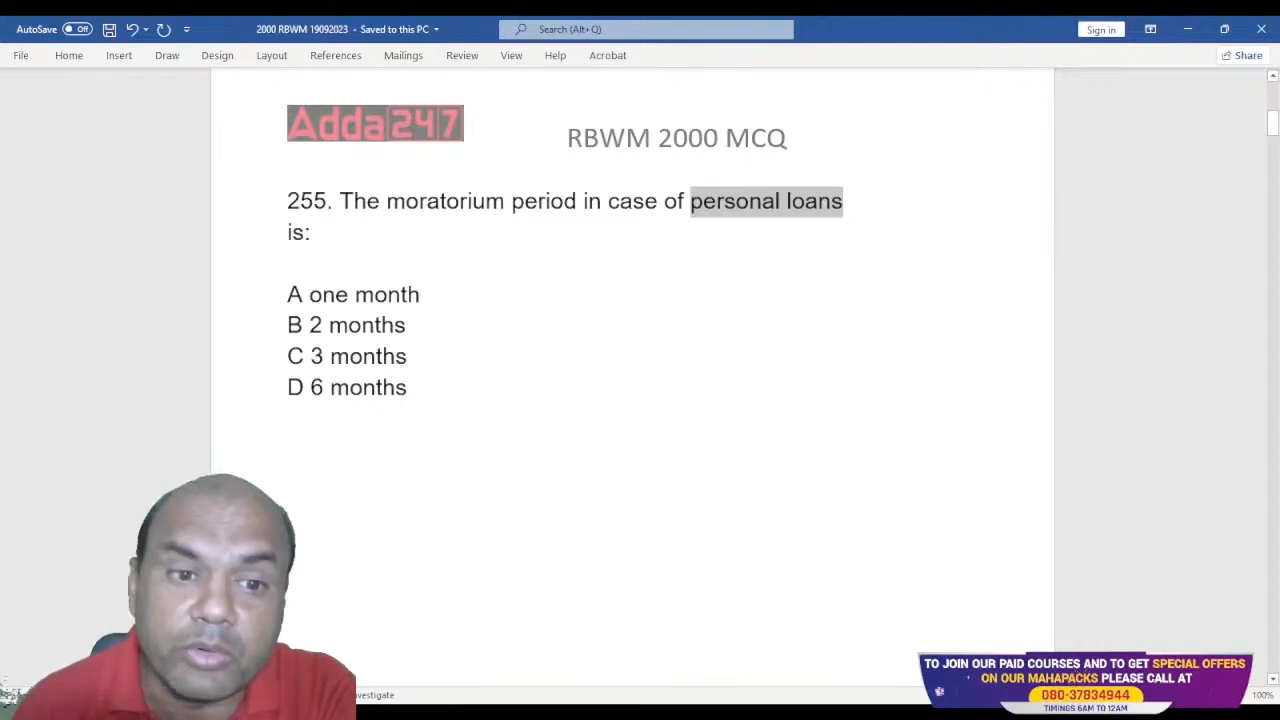 AutoSave Off 2000 RBWM 19092023 - Saved to this PC Search (Alt+Q) Sign in
File Home Insert Draw Design Layout References Mailings Review View Help Acrobat Share
Adda247
RBWM 2000 MCQ
255. The moratorium period in case of personal loans
is:
A one month
B 2 months
C 3 months
D 6 months
TO JOIN OUR PAID COURSES AND TO GET SPECIAL OFFERS
ON OUR MAHAPACKS PLEASE CALL AT
080-37834944
TIMINGS 6AM TO 12AM
100%